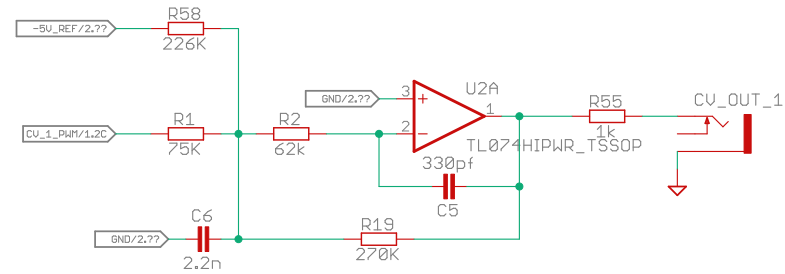 R58
-5V_REF/2.??
226K
U2A
GND/2.??
3
1
2
R55
1k
CV_OUT_1
R1
CV_1_PWM/1.2C
75K
R2
62k
TL074HIPWR_TSSOP
330pf
C5
C6
GND/2.??
2.2n
R19
270K